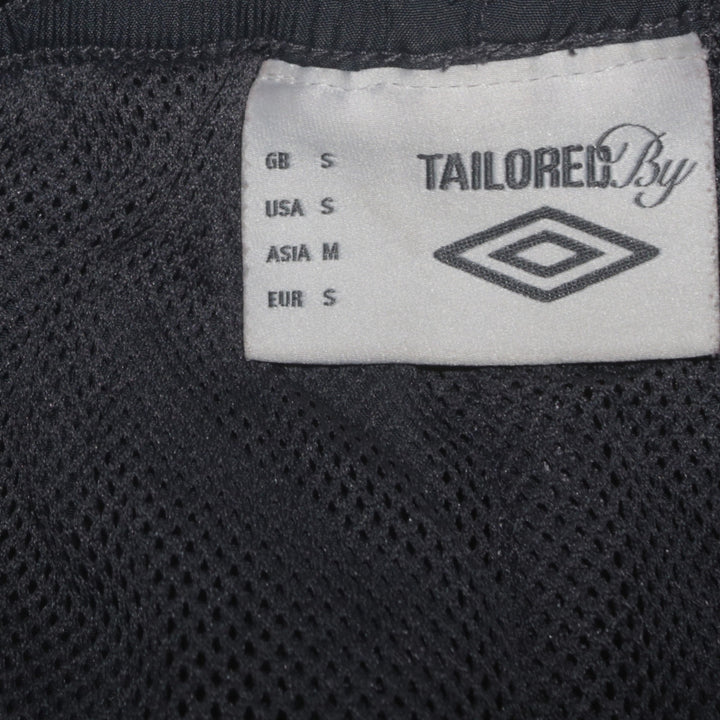 GB S
USA S
ASIA M
EUR S
TAILORED By